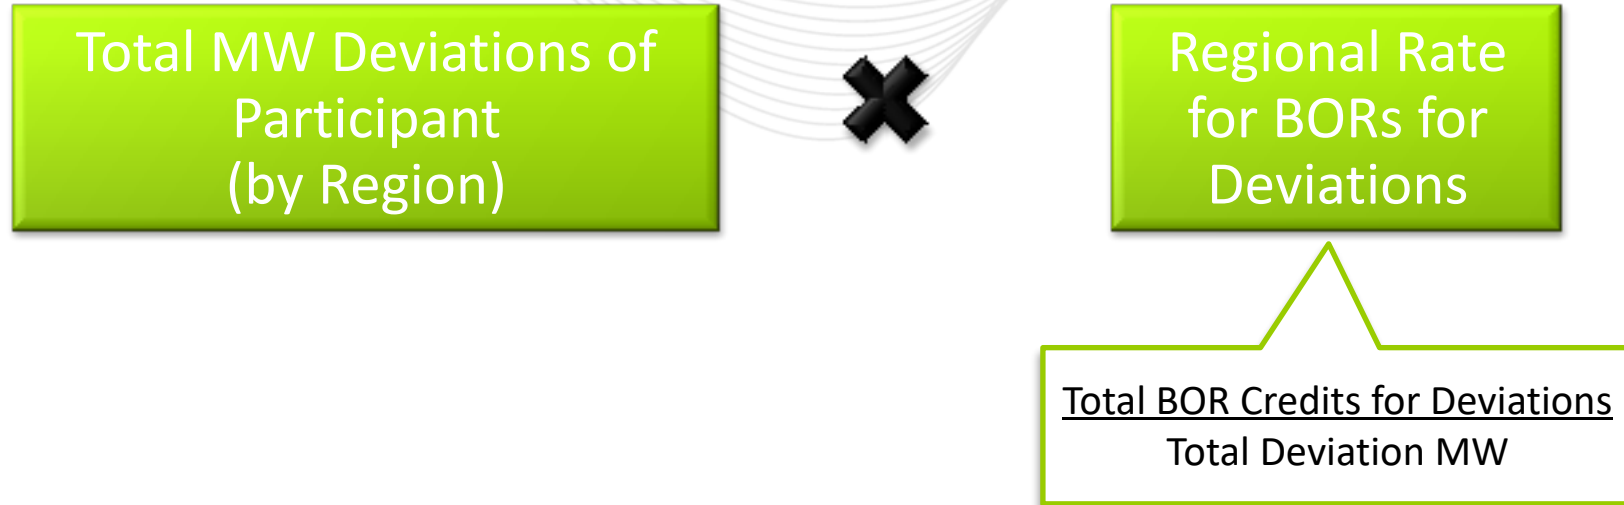 Total MW Deviations of
Participant
(by Region)
Regional Rate
for BORs for
Deviations
Total BOR Credits for Deviations
Total Deviation MW